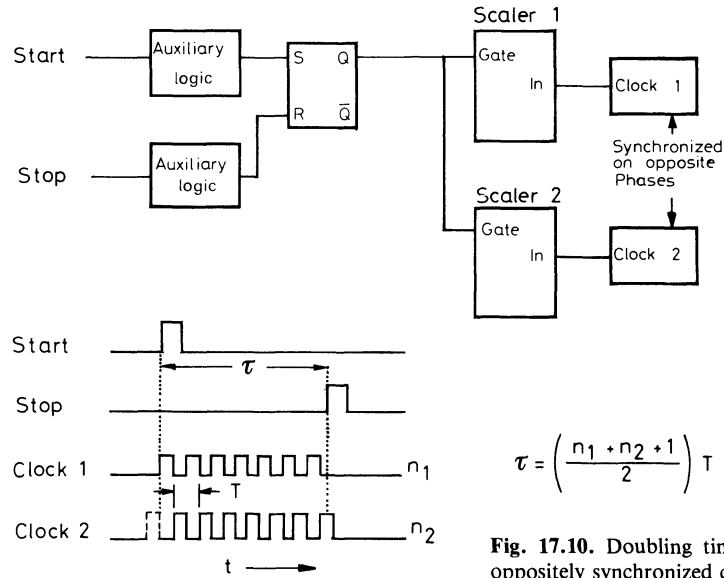 Scaler 1
Start
Auxiliary
logic
S Q
R Q̅
Gate
In
Clock 1
Synchronized
on opposite
Phases
Stop
Auxiliary
logic
Scaler 2
Gate
In
Clock 2
Start
τ
Stop
Clock 1
n₁
T
Clock 2
n₂
t
τ = ( n₁ + n₂ + 1 / 2 ) T
Fig. 17.10. Doubling tin
oppositely synchronized c